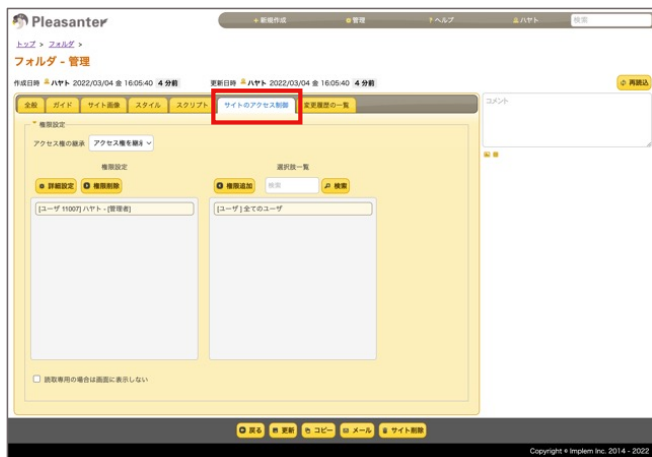 Pleasanter
新規作成 管理 ヘルプ ハヤト 検索
トップ > フォルダ >
フォルダ - 管理
作成日時 ハヤト 2022/03/04 金 16:05:40 4 分前 更新日時 ハヤト 2022/03/04 金 16:05:40 4 分前 再読込
全般 ガイド サイト画像 スタイル スクリプト サイトのアクセス制御 変更履歴の一覧
コメント
権限設定
アクセス権の継承 アクセス権を継承
権限設定 選択肢一覧
詳細設定 権限削除 権限追加 検索 検索
[ユーザ 11007] ハヤト - [管理者] [ユーザ] 全てのユーザ
読取専用の場合は画面に表示しない
戻る 更新 コピー メール サイト削除
Copyright © Implem Inc. 2014 - 2022